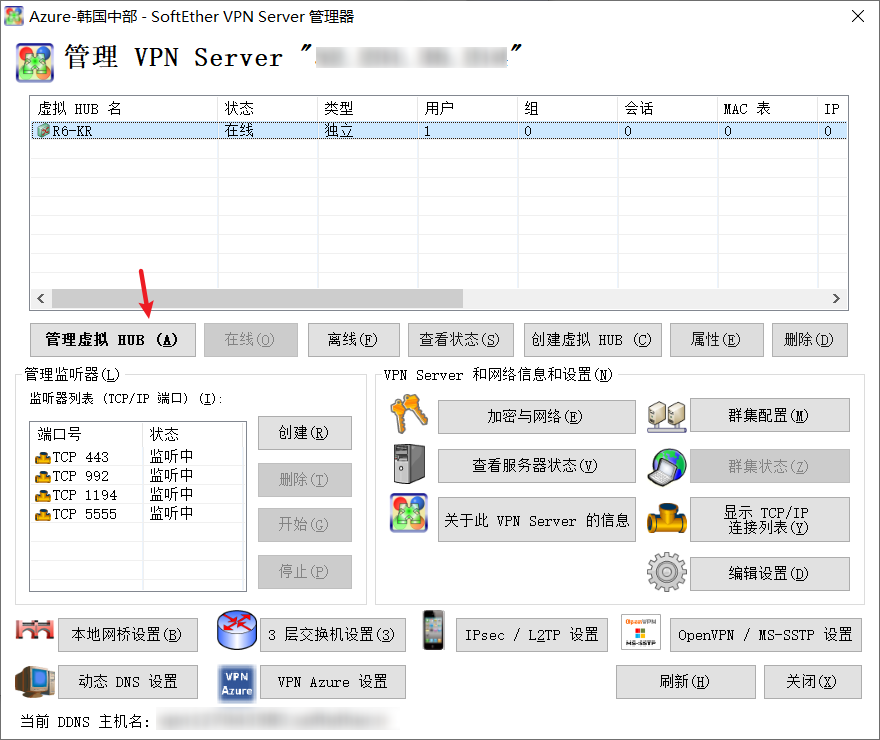 Azure-韩国中部 - SoftEther VPN Server 管理器
管理 VPN Server "
"
虚拟 HUB 名 状态 类型 用户 组 会话 MAC 表 IP
R6-KR 在线 独立 1 0 0 0 0
管理虚拟 HUB (A) 在线(O) 离线(F) 查看状态(S) 创建虚拟 HUB (C) 属性(E) 删除(D)
管理监听器(L)
监听器列表 (TCP/IP 端口) (I):
端口号 状态
TCP 443 监听中
TCP 992 监听中
TCP 1194 监听中
TCP 5555 监听中
创建(R)
删除(T)
开始(G)
停止(P)
VPN Server 和网络信息和设置(N)
加密与网络(E) 群集配置(M)
查看服务器状态(V) 群集状态(Z)
关于此 VPN Server 的信息 显示 TCP/IP
连接列表(Y)
编辑设置(D)
本地网桥设置(B) 3 层交换机设置(3) IPsec / L2TP 设置 OpenVPN
MS-SSTP
OpenVPN / MS-SSTP 设置
动态 DNS 设置 VPN
Azure
VPN Azure 设置 刷新(H) 关闭(X)
当前 DDNS 主机名: